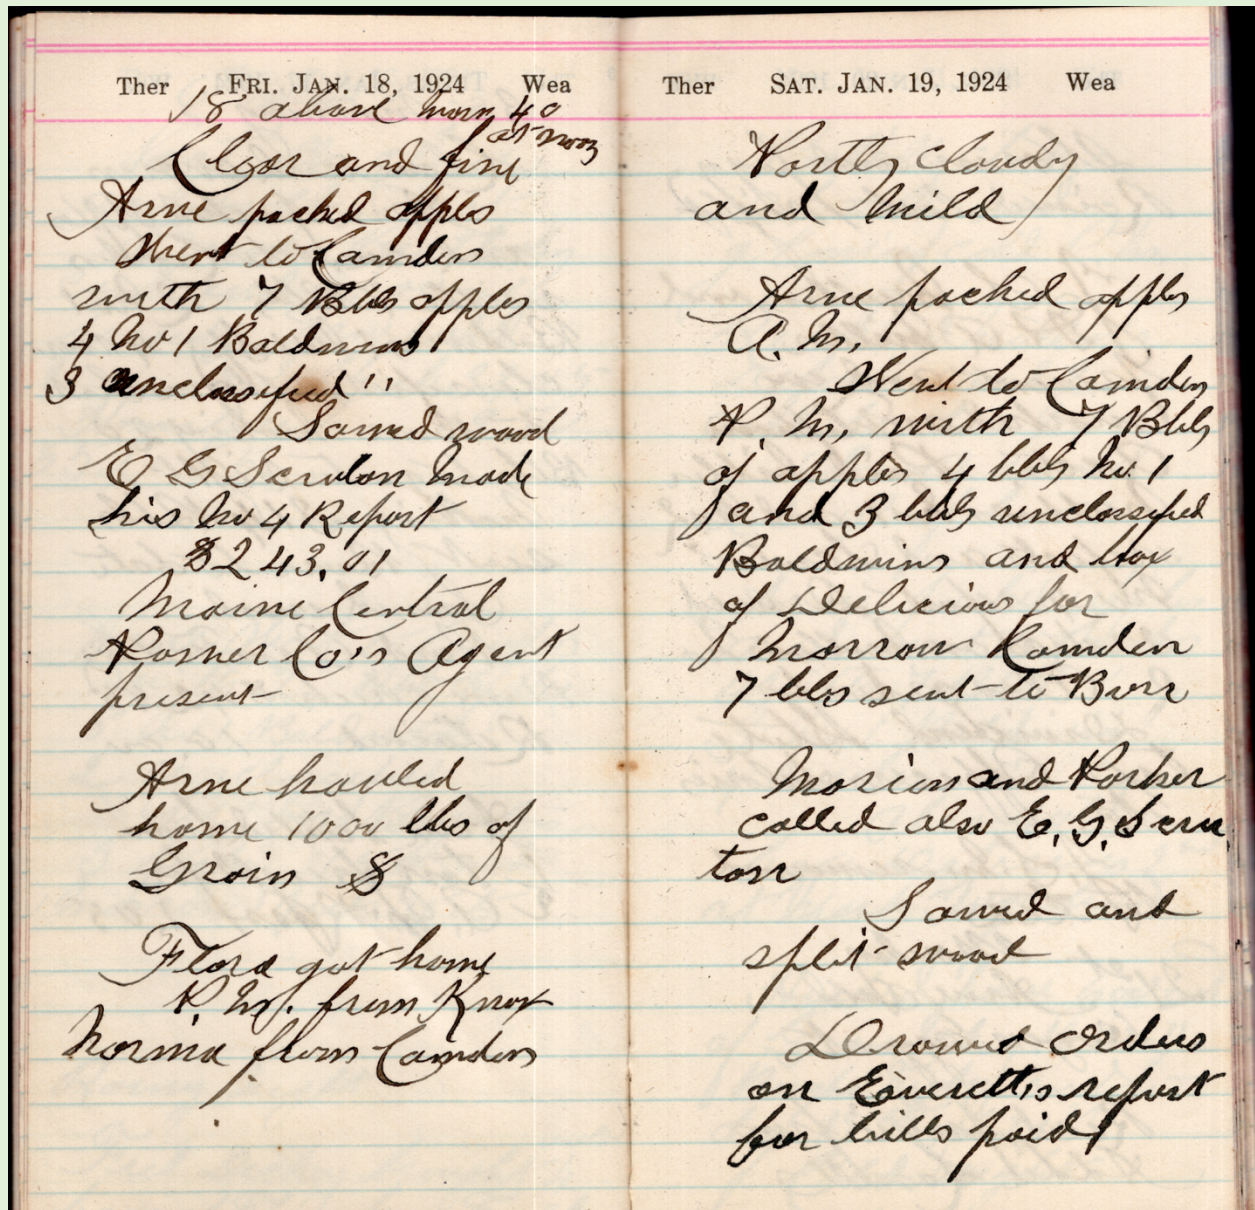 Ther FRI. JAN. 18, 1924 Wea
18 above morn 40
at noon
Clear and fine
Arne packed apples
Went to Camden
with 7 Bbls apples
4 No 1 Baldwins
3 unclassified "
Sawed wood
E G Scruton made
his No 4 Report
$243.01
Maine Central
Power Co's Agent
present
Arne hauled
home 1000 lbs of
Grain $
Flora got home
P. M. from Knox
Norma from Camden
Ther SAT. JAN. 19, 1924 Wea
Partly cloudy
and mild
Arne packed apples
A. M.
Went to Camden
P. M. with 7 Bbls
of apples 4 bbls No. 1
and 3 bbls unclassified
Baldwins and box
of Delicious for
Morrow Camden
7 bbls sent to Burr
Marion and Parker
called also E. G. Scru
ton
Sawed and
split wood
Drawed orders
on Everett's report
for bills paid